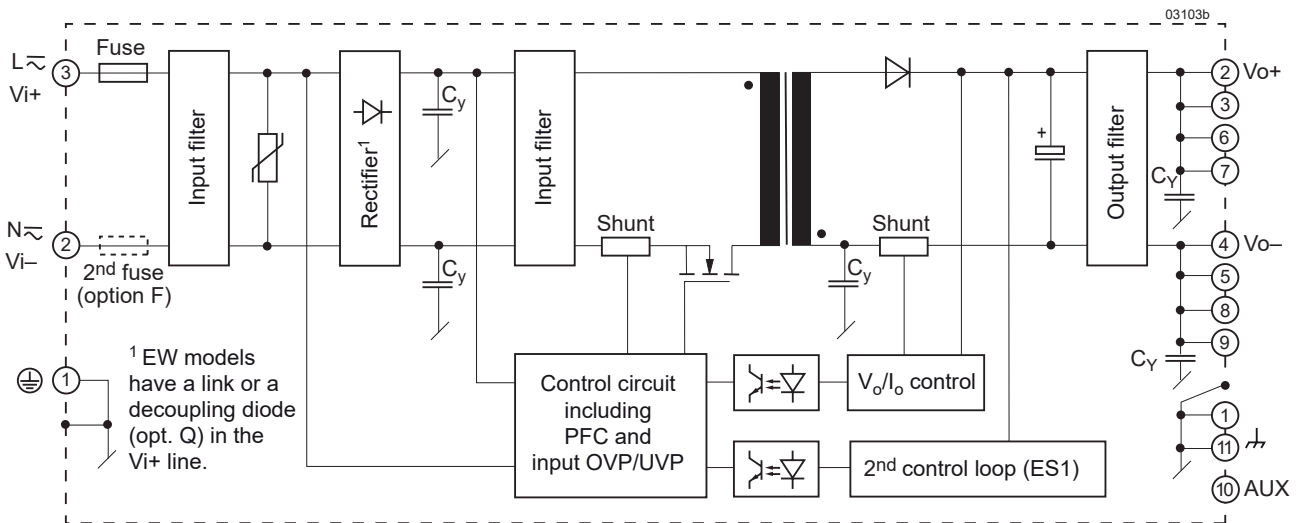 03103b
L
3
Vi+
Fuse
Input filter
Rectifier¹
Cy
Input filter
+
Output filter
2 Vo+
3
6
7
CY
N
2
Vi–
2nd fuse
(option F)
Cy
Shunt
Cy
Shunt
4 Vo–
5
8
9
CY
1
¹ EW models
have a link or a
decoupling diode
(opt. Q) in the
Vi+ line.
Control circuit
including
PFC and
input OVP/UVP
Vo/Io control
2nd control loop (ES1)
1
11
10 AUX